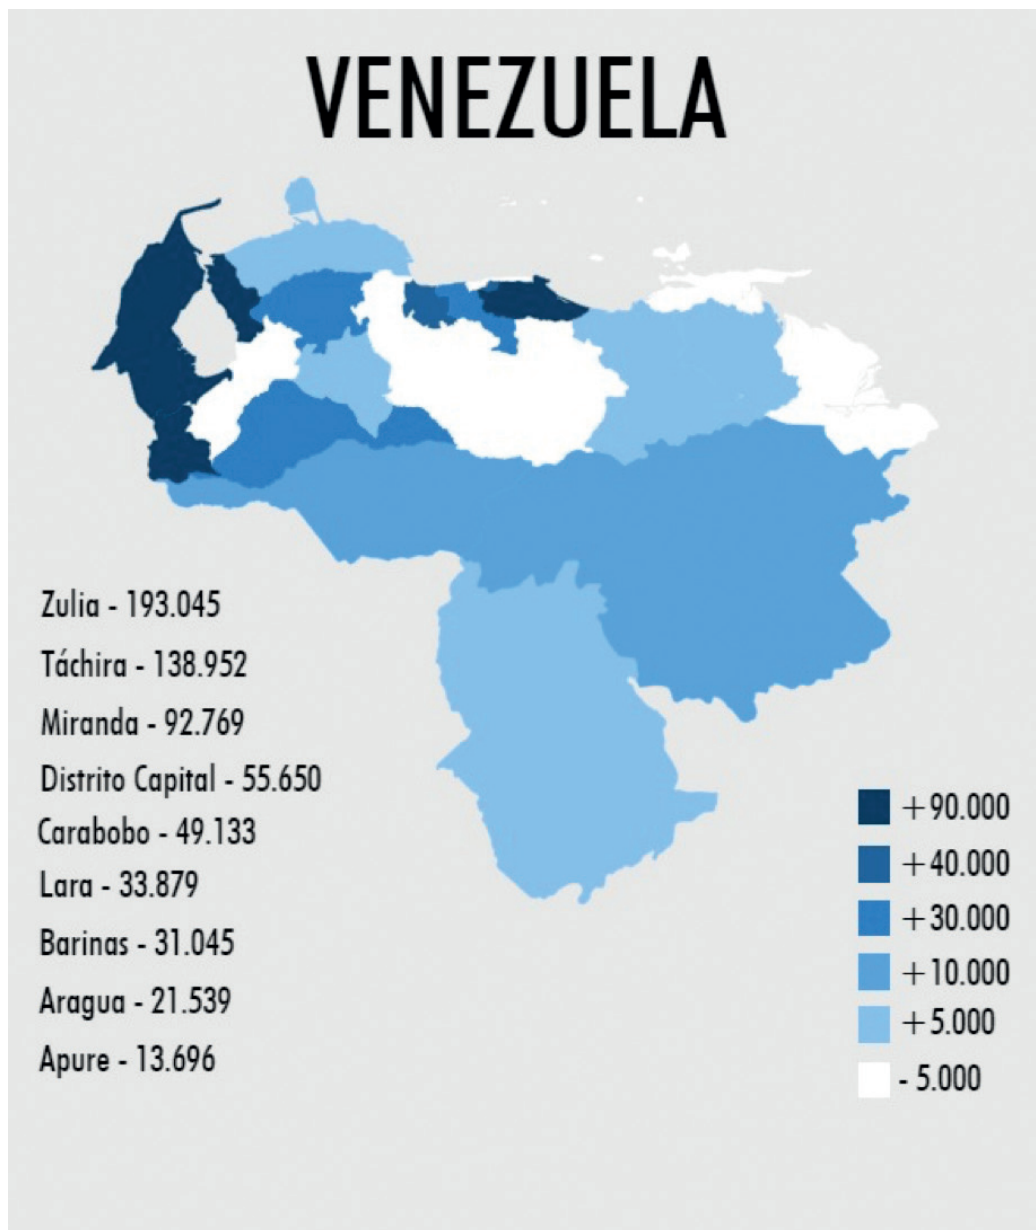 VENEZUELA
Zulia - 193.045
Táchira - 138.952
Miranda - 92.769
Distrito Capital - 55.650
Carabobo - 49.133
Lara - 33.879
Barinas - 31.045
Aragua - 21.539
Apure - 13.696
+90.000
+40.000
+30.000
+10.000
+5.000
- 5.000